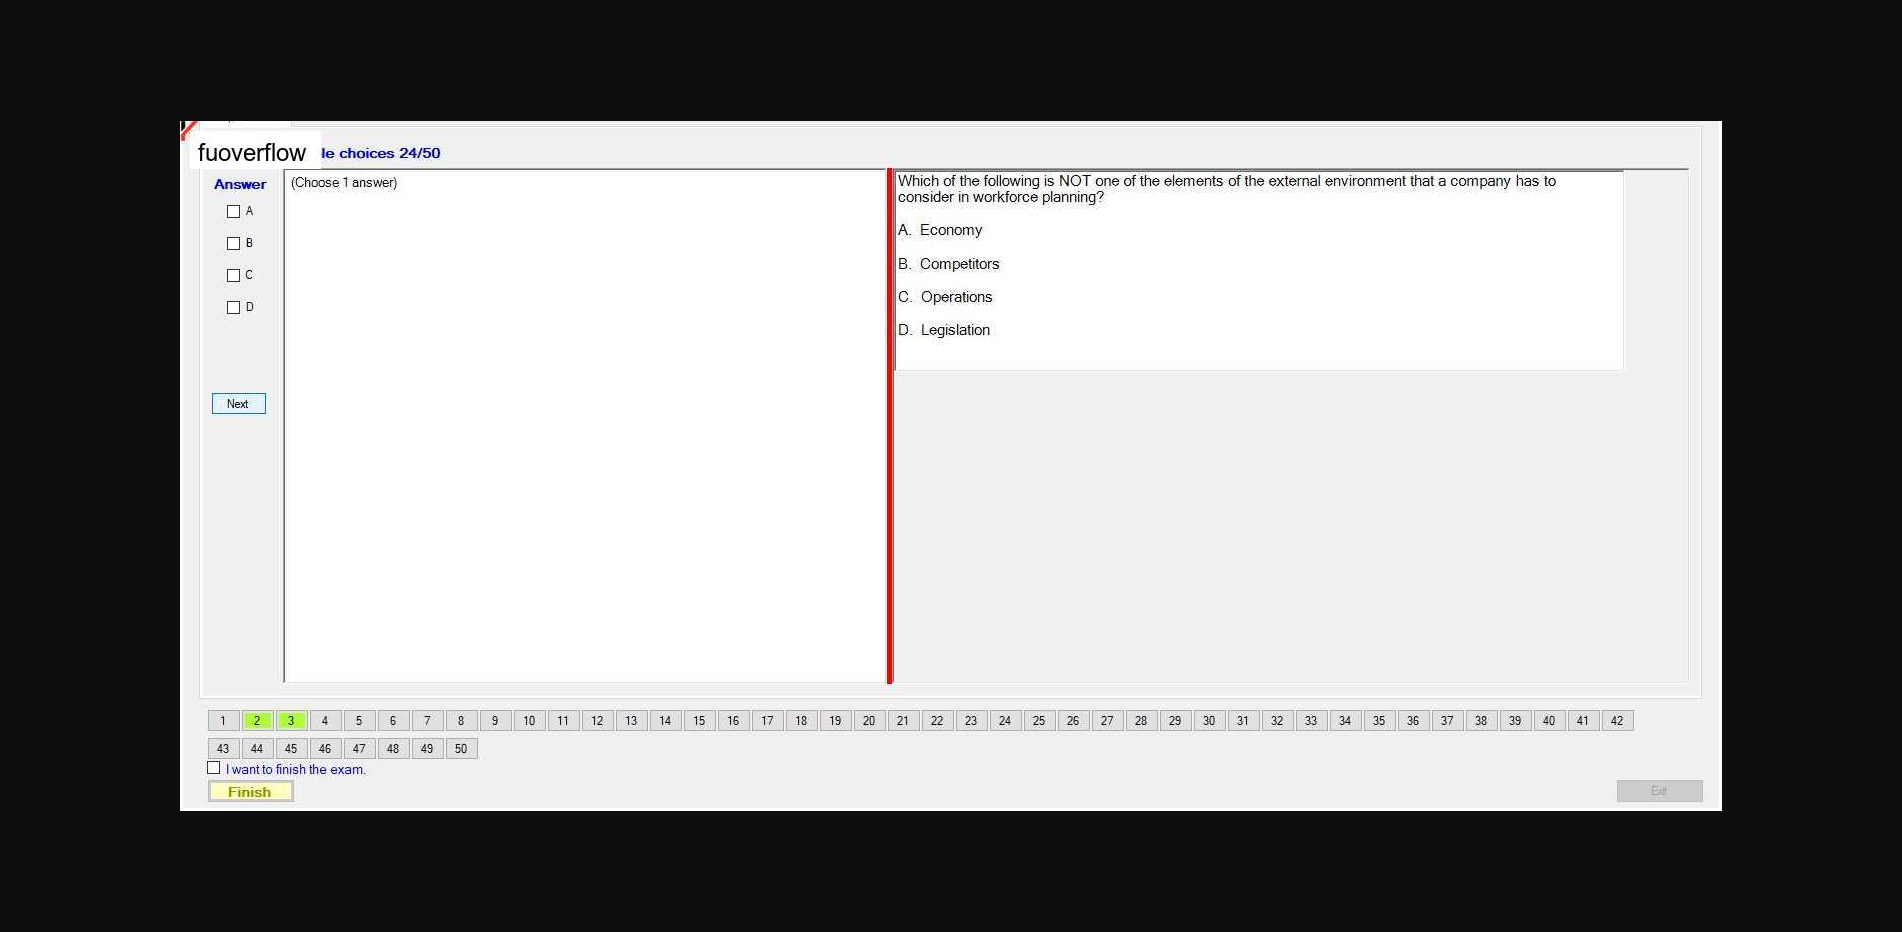 fuoverflow le choices 24/50
Answer
A
B
C
D
Next
(Choose 1 answer)
Which of the following is NOT one of the elements of the external environment that a company has to
consider in workforce planning?
A. Economy
B. Competitors
C. Operations
D. Legislation
1 2 3 4 5 6 7 8 9 10 11 12 13 14 15 16 17 18 19 20 21 22 23 24 25 26 27 28 29 30 31 32 33 34 35 36 37 38 39 40 41 42
43 44 45 46 47 48 49 50
I want to finish the exam.
Finish
Exit